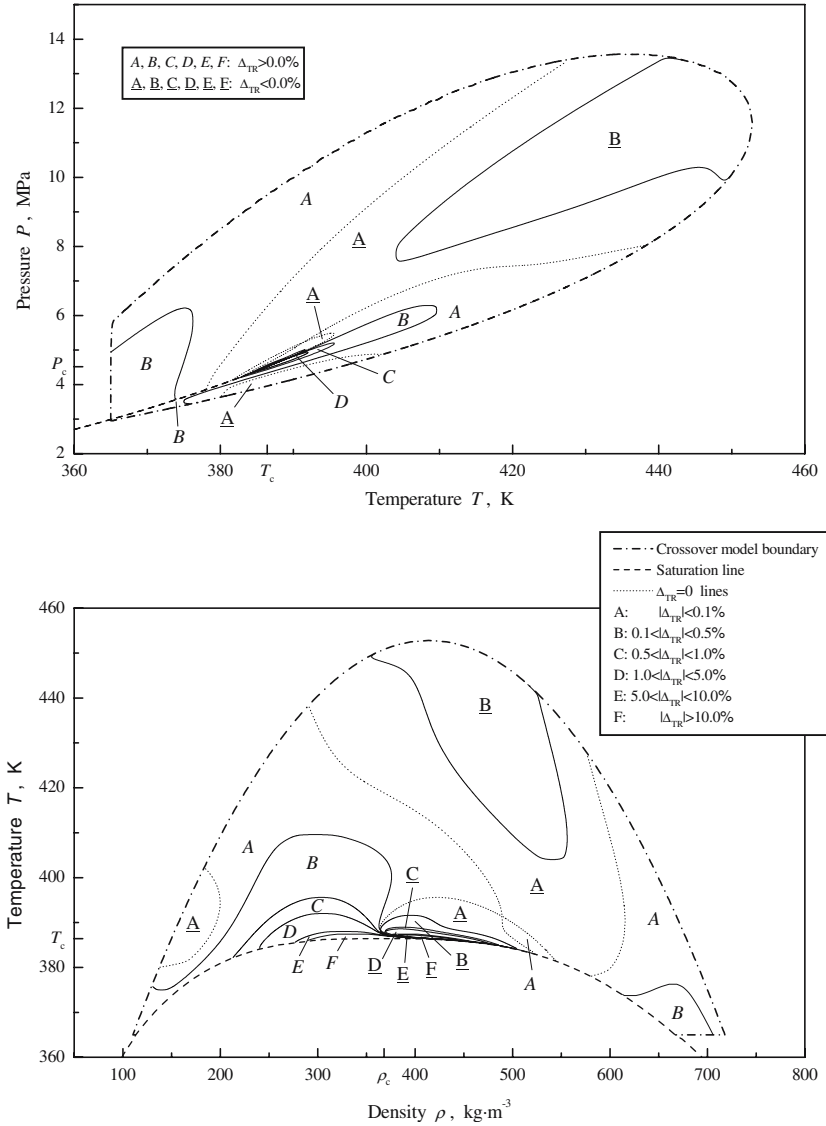 14
12
10
8
6
P_c
4
2
Pressure P , MPa
A, B, C, D, E, F: Δ_TR>0.0%
A, B, C, D, E, F: Δ_TR<0.0%
A
B
A
A
A
B
B
C
D
A
B
360
380
400
420
440
460
T_c
Temperature T , K
Crossover model boundary
Saturation line
Δ_TR=0 lines
A: |Δ_TR|<0.1%
B: 0.1<|Δ_TR|<0.5%
C: 0.5<|Δ_TR|<1.0%
D: 1.0<|Δ_TR|<5.0%
E: 5.0<|Δ_TR|<10.0%
F: |Δ_TR|>10.0%
460
440
420
400
T_c
380
360
Temperature T , K
B
A
B
C
A
A
C
A
A
D
E
F
D
E
F
B
A
B
100
200
300
ρ_c
400
500
600
700
800
Density ρ , kg·m⁻³